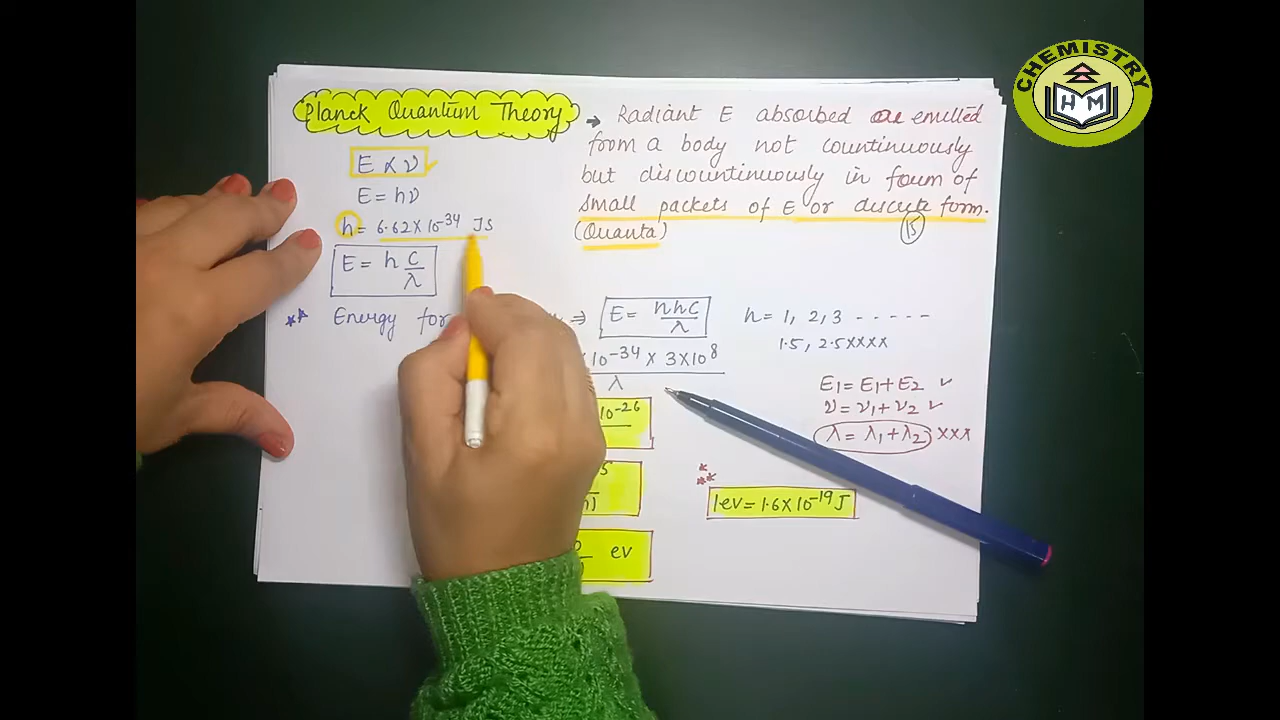 CHEMISTRY
HM
Planck Quantum Theory
E ∝ ν
E = hν
h = 6.62 × 10⁻³⁴ JS
E = h c/λ
→ Radiant E absorbed or emitted
from a body not countinuously
but discountinuously in form of
small packets of E or discrete form.
(Quanta)
15
** Energy for ⇒ E = nhc/λ
n = 1, 2, 3 -----
1.5, 2.5 xxxx
× 10⁻³⁴ × 3×10⁸
λ
E₁ = E₁ + E₂ ✓
ν = ν₁ + ν₂ ✓
λ = λ₁ + λ₂ xxx
10⁻²⁶
** *
1ev = 1.6 × 10⁻¹⁹ J
ev